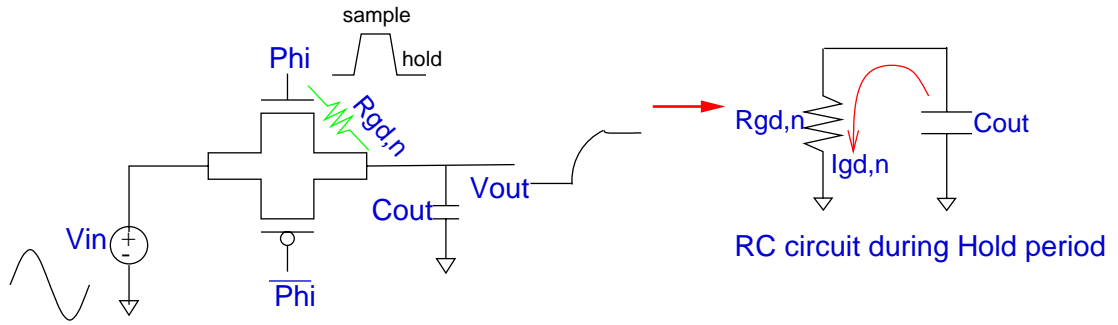 sample
hold
Phi
Rgd,n
Vin
+
-
Phi
Cout
Vout
Rgd,n
Igd,n
Cout
RC circuit during Hold period